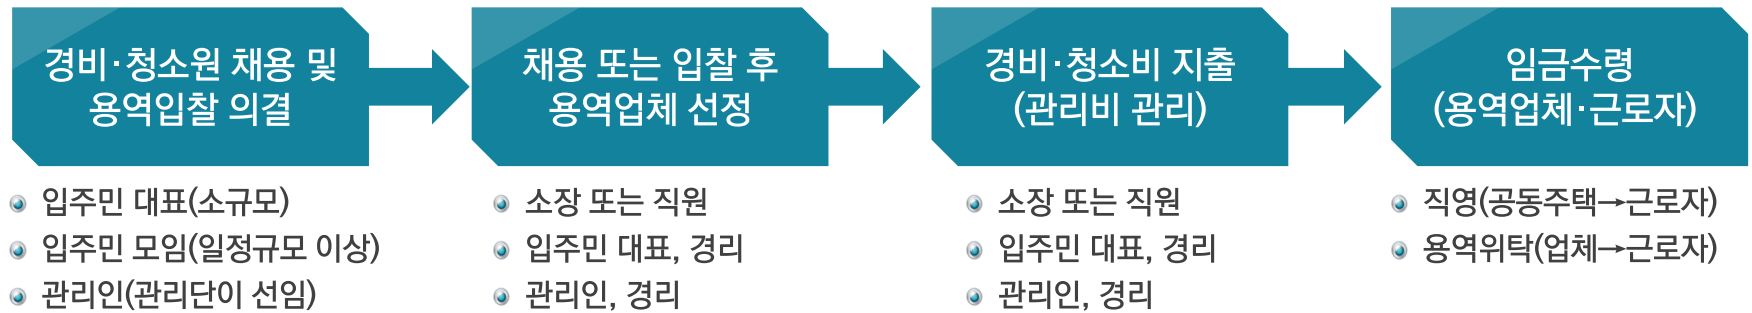 경비·청소원 채용 및
용역입찰 의결
입주민 대표(소규모)
입주민 모임(일정규모 이상)
관리인(관리단이 선임)
채용 또는 입찰 후
용역업체 선정
소장 또는 직원
입주민 대표, 경리
관리인, 경리
경비·청소비 지출
(관리비 관리)
소장 또는 직원
입주민 대표, 경리
관리인, 경리
임금수령
(용역업체·근로자)
직영(공동주택→근로자)
용역위탁(업체→근로자)